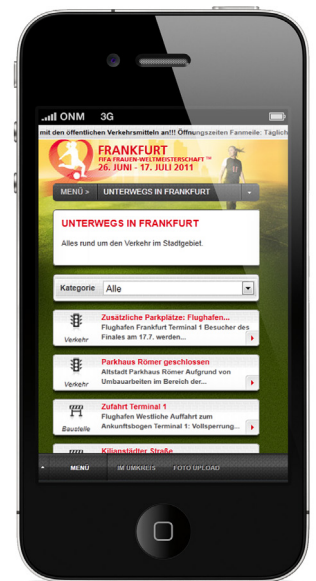 ONM 3G
mit den öffentlichen Verkehrsmitteln an!!! Öffnungszeiten Fanmeile: Täglich
FRANKFURT
FIFA FRAUEN-WELTMEISTERSCHAFT ™
26. JUNI - 17. JULI 2011
MENÜ > UNTERWEGS IN FRANKFURT
UNTERWEGS IN FRANKFURT
Alles rund um den Verkehr im Stadtgebiet.
Kategorie Alle
Zusätzliche Parkplätze: Flughafen...
Flughafen Frankfurt Terminal 1 Besucher des
Finales am 17.7. werden...
Verkehr
Parkhaus Römer geschlossen
Altstadt Parkhaus Römer Aufgrund von
Umbauarbeiten im Bereich der...
Verkehr
Zufahrt Terminal 1
Flughafen Westliche Auffahrt zum
Ankunftsbogen Terminal 1: Vollsperrung...
Baustelle
Kilianstädter Straße
MENÜ IM UMKREIS FOTO UPLOAD